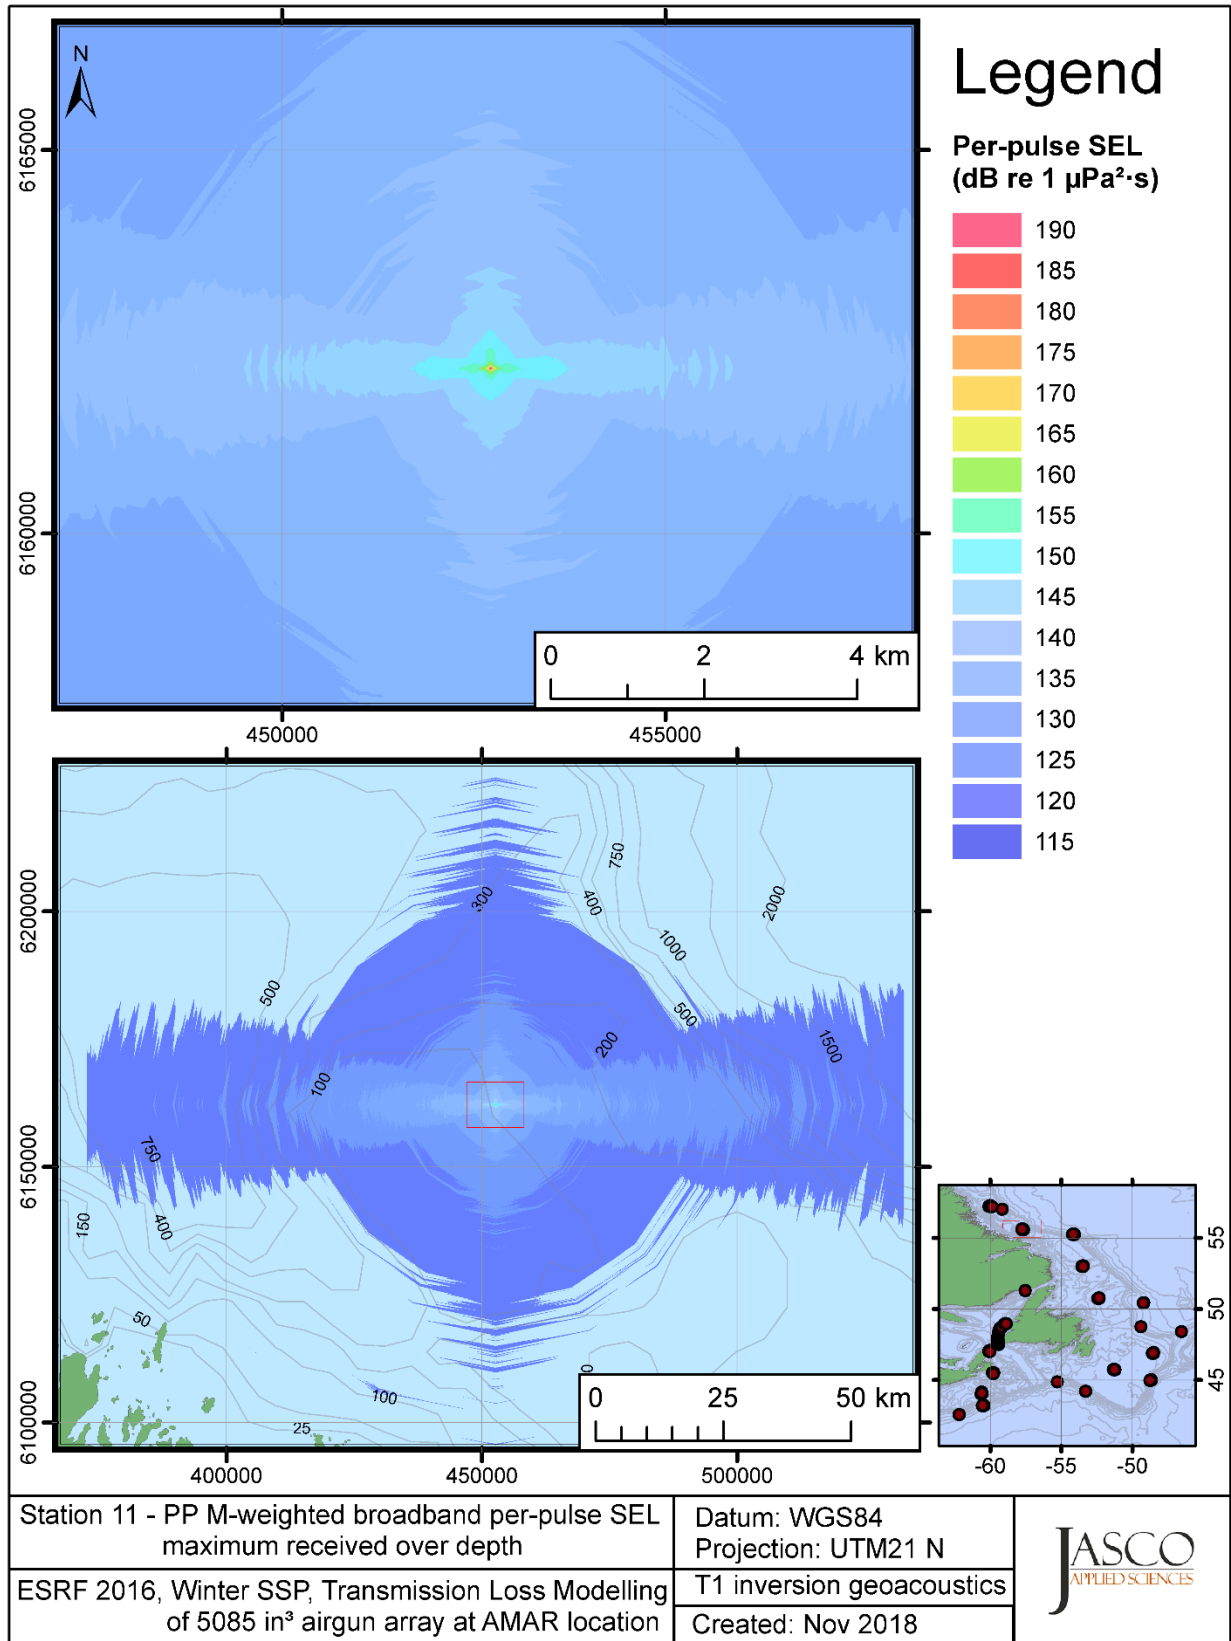 N
6165000
6160000
0 2 4 km
450000 455000
Legend
Per-pulse SEL
(dB re 1 µPa²·s)
190
185
180
175
170
165
160
155
150
145
140
135
130
125
120
115
6200000
6150000
6100000
750
300
400
2000
1000
500
500
200
1500
100
750
150
400
50
100
25
0 25 50 km
400000 450000 500000
55
50
45
-60 -55 -50
Station 11 - PP M-weighted broadband per-pulse SEL
maximum received over depth
ESRF 2016, Winter SSP, Transmission Loss Modelling
of 5085 in³ airgun array at AMAR location
Datum: WGS84
Projection: UTM21 N
T1 inversion geoacoustics
Created: Nov 2018
JASCO
APPLIED SCIENCES